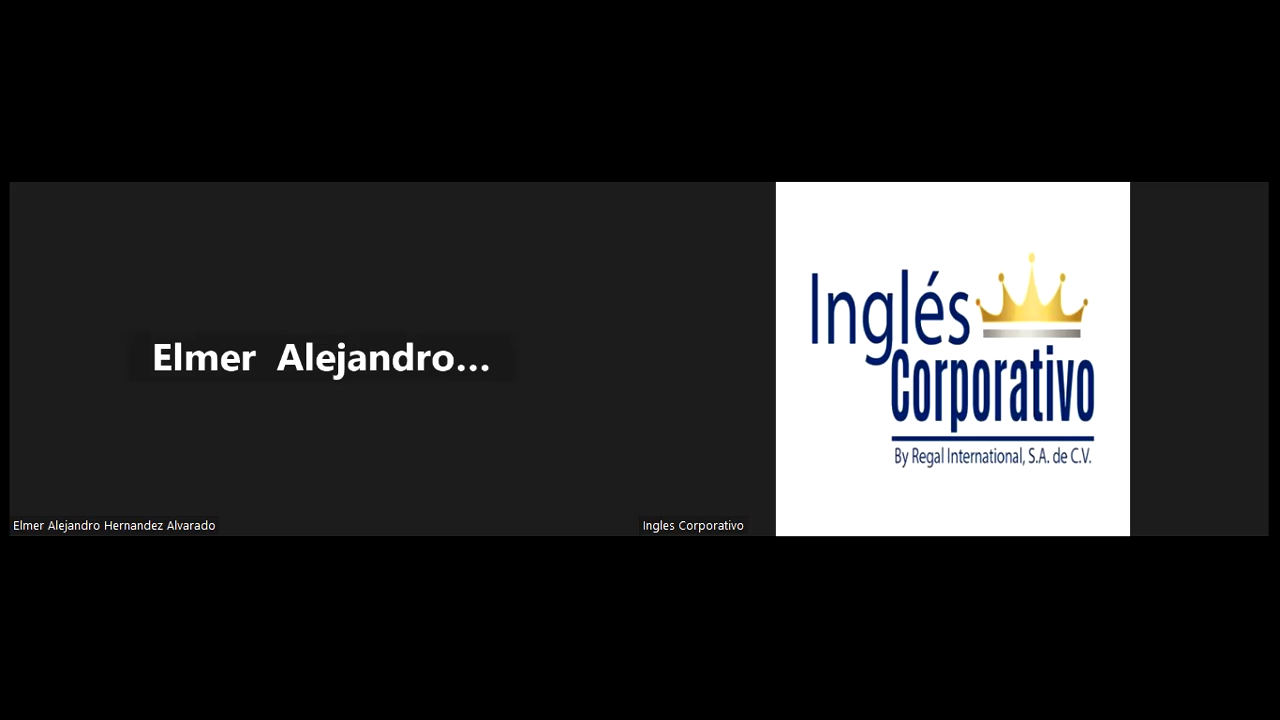 Elmer  Alejandro...
Elmer Alejandro Hernandez Alvarado
Ingles Corporativo
Inglés
Corporativo
By Regal International, S.A. de C.V.